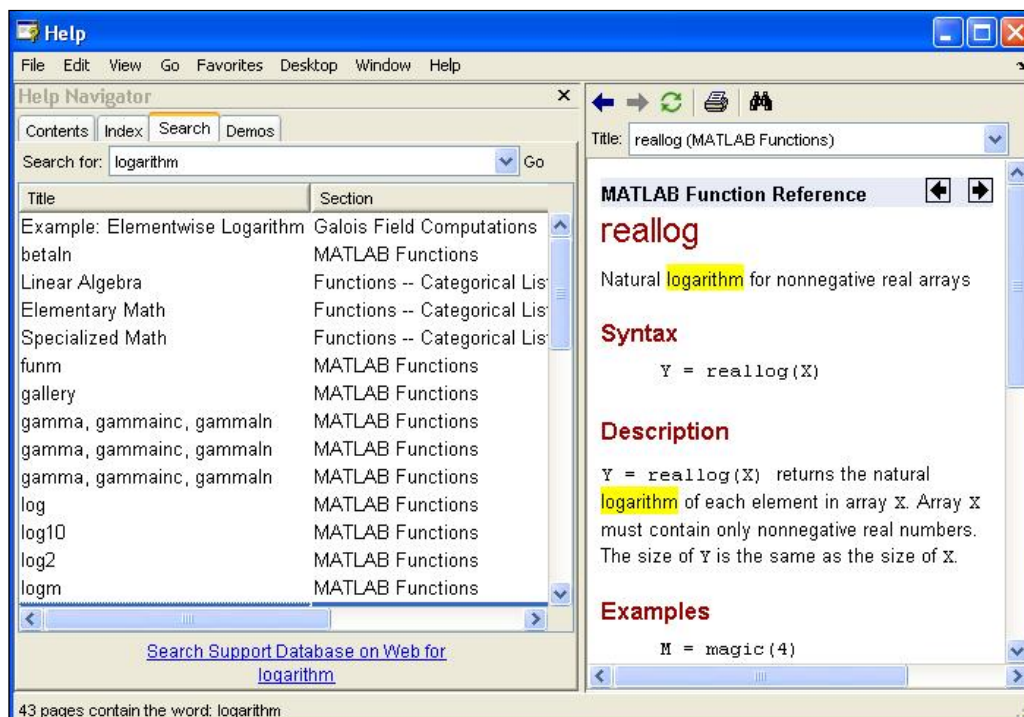 Help
File Edit View Go Favorites Desktop Window Help
Help Navigator
Contents Index Search Demos
Search for: logarithm Go
Title Section
Example: Elementwise Logarithm Galois Field Computations
betaln MATLAB Functions
Linear Algebra Functions -- Categorical List
Elementary Math Functions -- Categorical List
Specialized Math Functions -- Categorical List
funm MATLAB Functions
gallery MATLAB Functions
gamma, gammainc, gammaln MATLAB Functions
gamma, gammainc, gammaln MATLAB Functions
gamma, gammainc, gammaln MATLAB Functions
log MATLAB Functions
log10 MATLAB Functions
log2 MATLAB Functions
logm MATLAB Functions
Search Support Database on Web for
logarithm
43 pages contain the word: logarithm
Title: reallog (MATLAB Functions)
MATLAB Function Reference
reallog
Natural logarithm for nonnegative real arrays
Syntax
Y = reallog(X)
Description
Y = reallog(X) returns the natural
logarithm of each element in array X. Array X
must contain only nonnegative real numbers.
The size of Y is the same as the size of X.
Examples
M = magic(4)